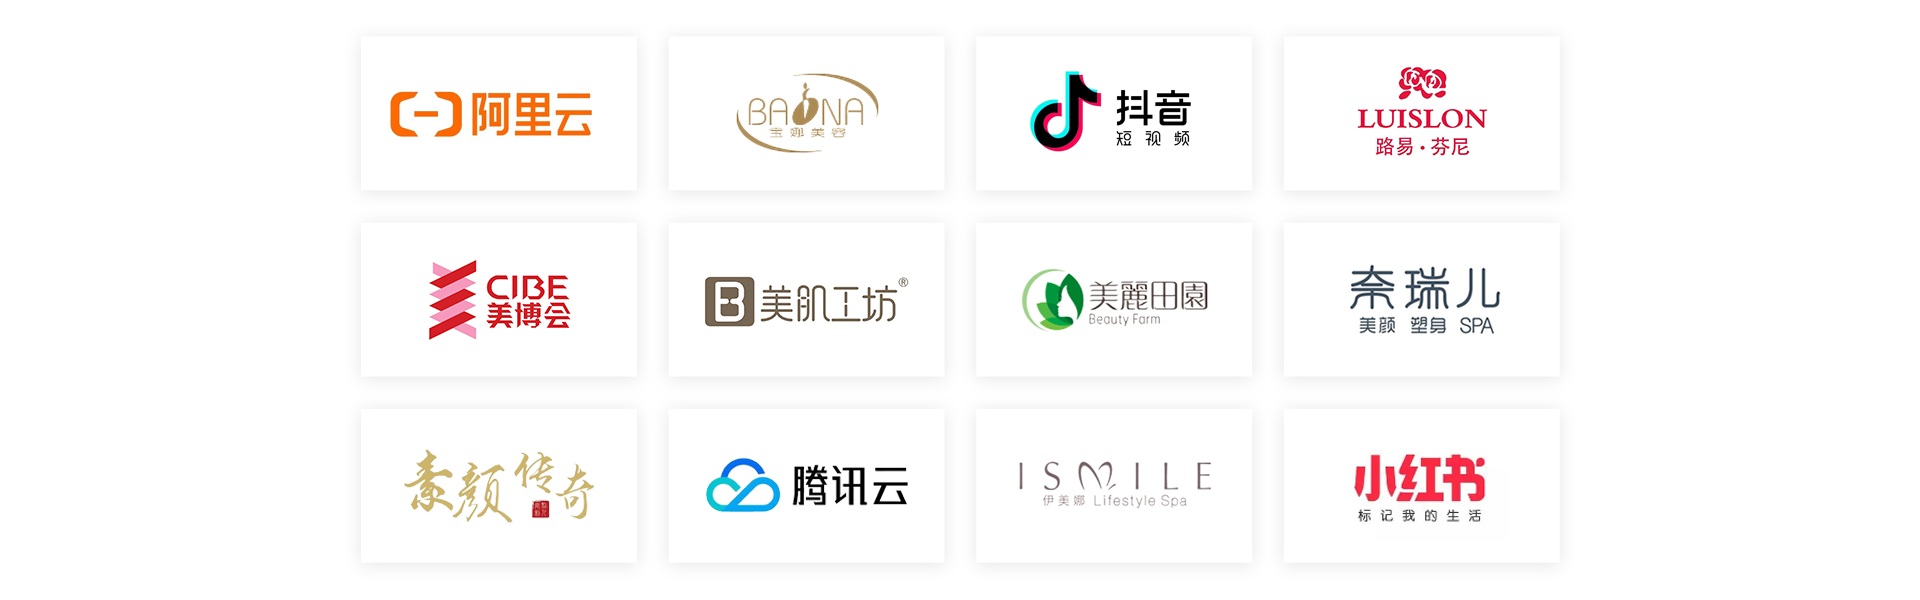 阿里云
BAONA
宝娜美容
抖音
短视频
LUISLON
路易·芬尼
CIBE
美博会
B 美肌工坊®
美麗田園
Beauty Farm
奈瑞儿
美颜 塑身 SPA
素颜传奇
腾讯云
ISMILE
伊美娜 Lifestyle Spa
小红书
标记我的生活